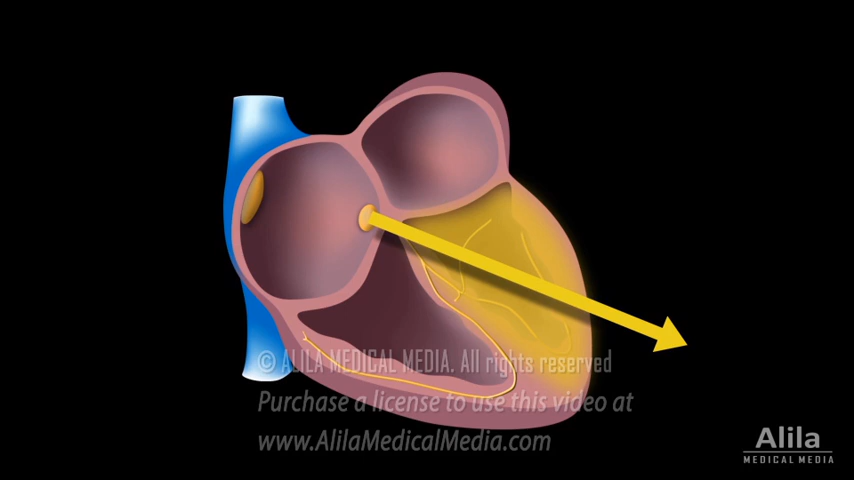 © ALILA MEDICAL MEDIA. All rights reserved
Purchase a license to use this video at
www.AlilaMedicalMedia.com
Alila
MEDICAL MEDIA